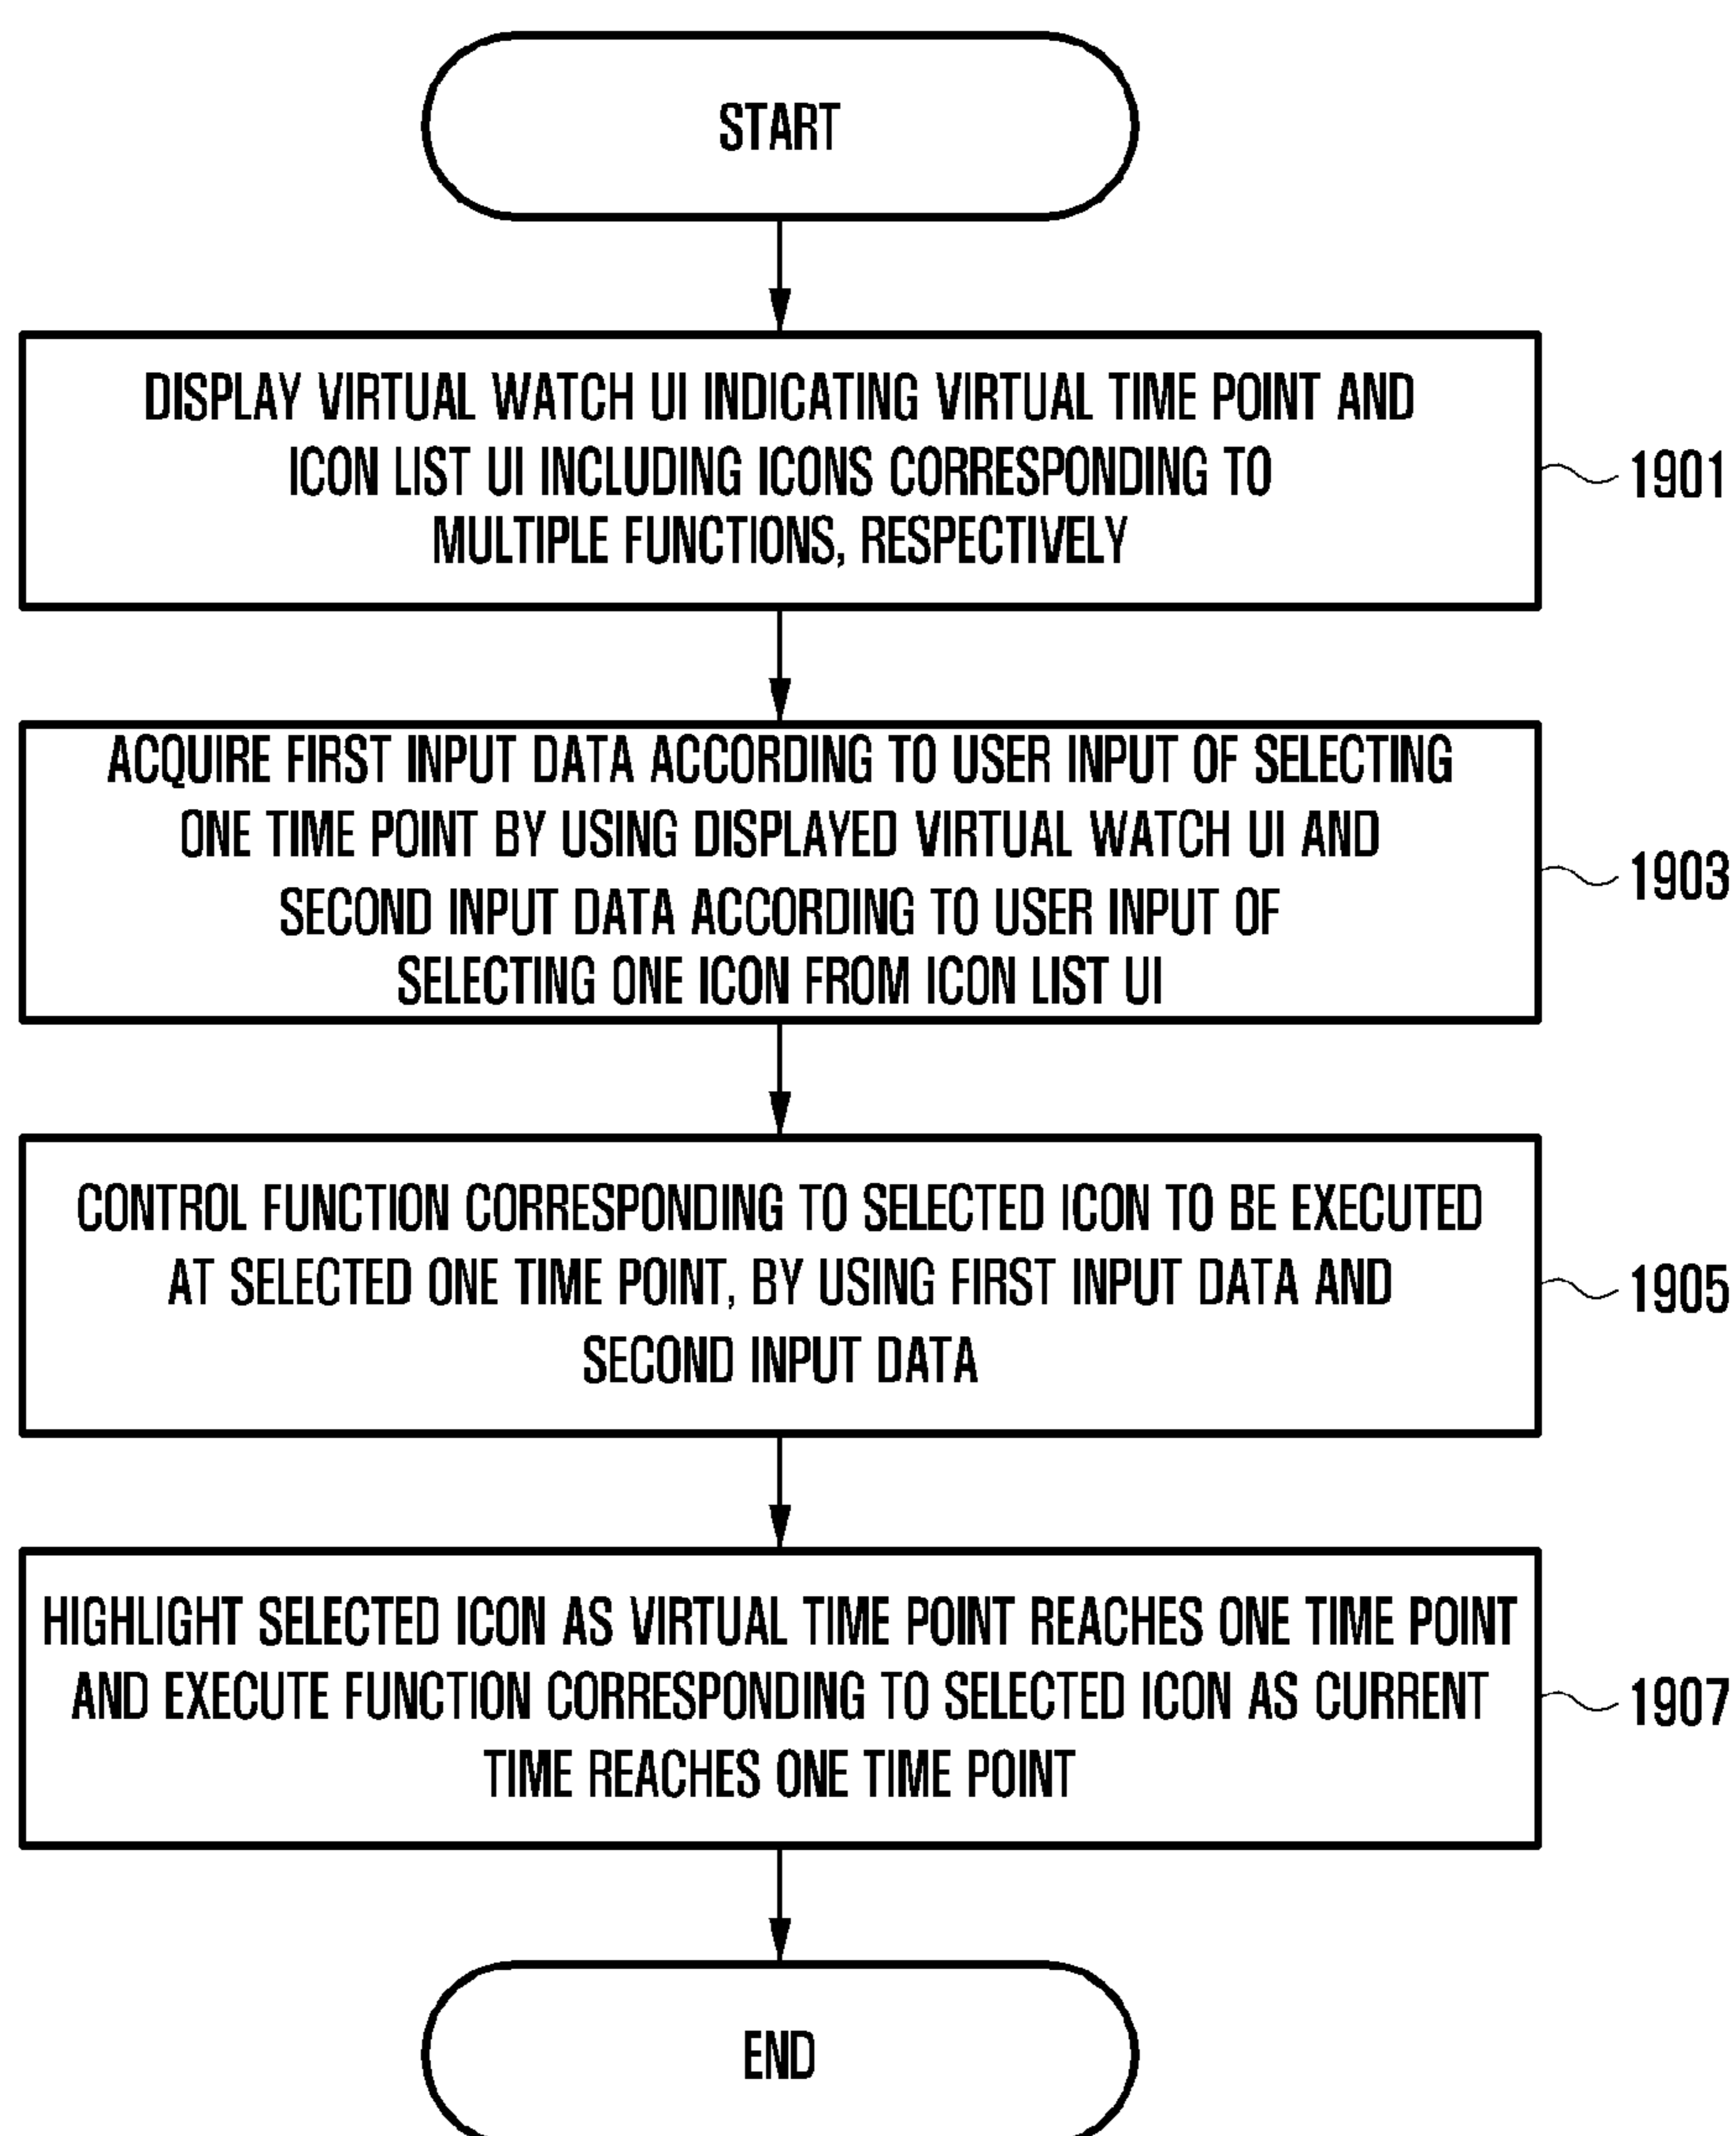 START
DISPLAY VIRTUAL WATCH UI INDICATING VIRTUAL TIME POINT AND
ICON LIST UI INCLUDING ICONS CORRESPONDING TO
MULTIPLE FUNCTIONS, RESPECTIVELY
1901
ACQUIRE FIRST INPUT DATA ACCORDING TO USER INPUT OF SELECTING
ONE TIME POINT BY USING DISPLAYED VIRTUAL WATCH UI AND
SECOND INPUT DATA ACCORDING TO USER INPUT OF
SELECTING ONE ICON FROM ICON LIST UI
1903
CONTROL FUNCTION CORRESPONDING TO SELECTED ICON TO BE EXECUTED
AT SELECTED ONE TIME POINT, BY USING FIRST INPUT DATA AND
SECOND INPUT DATA
1905
HIGHLIGHT SELECTED ICON AS VIRTUAL TIME POINT REACHES ONE TIME POINT
AND EXECUTE FUNCTION CORRESPONDING TO SELECTED ICON AS CURRENT
TIME REACHES ONE TIME POINT
1907
END